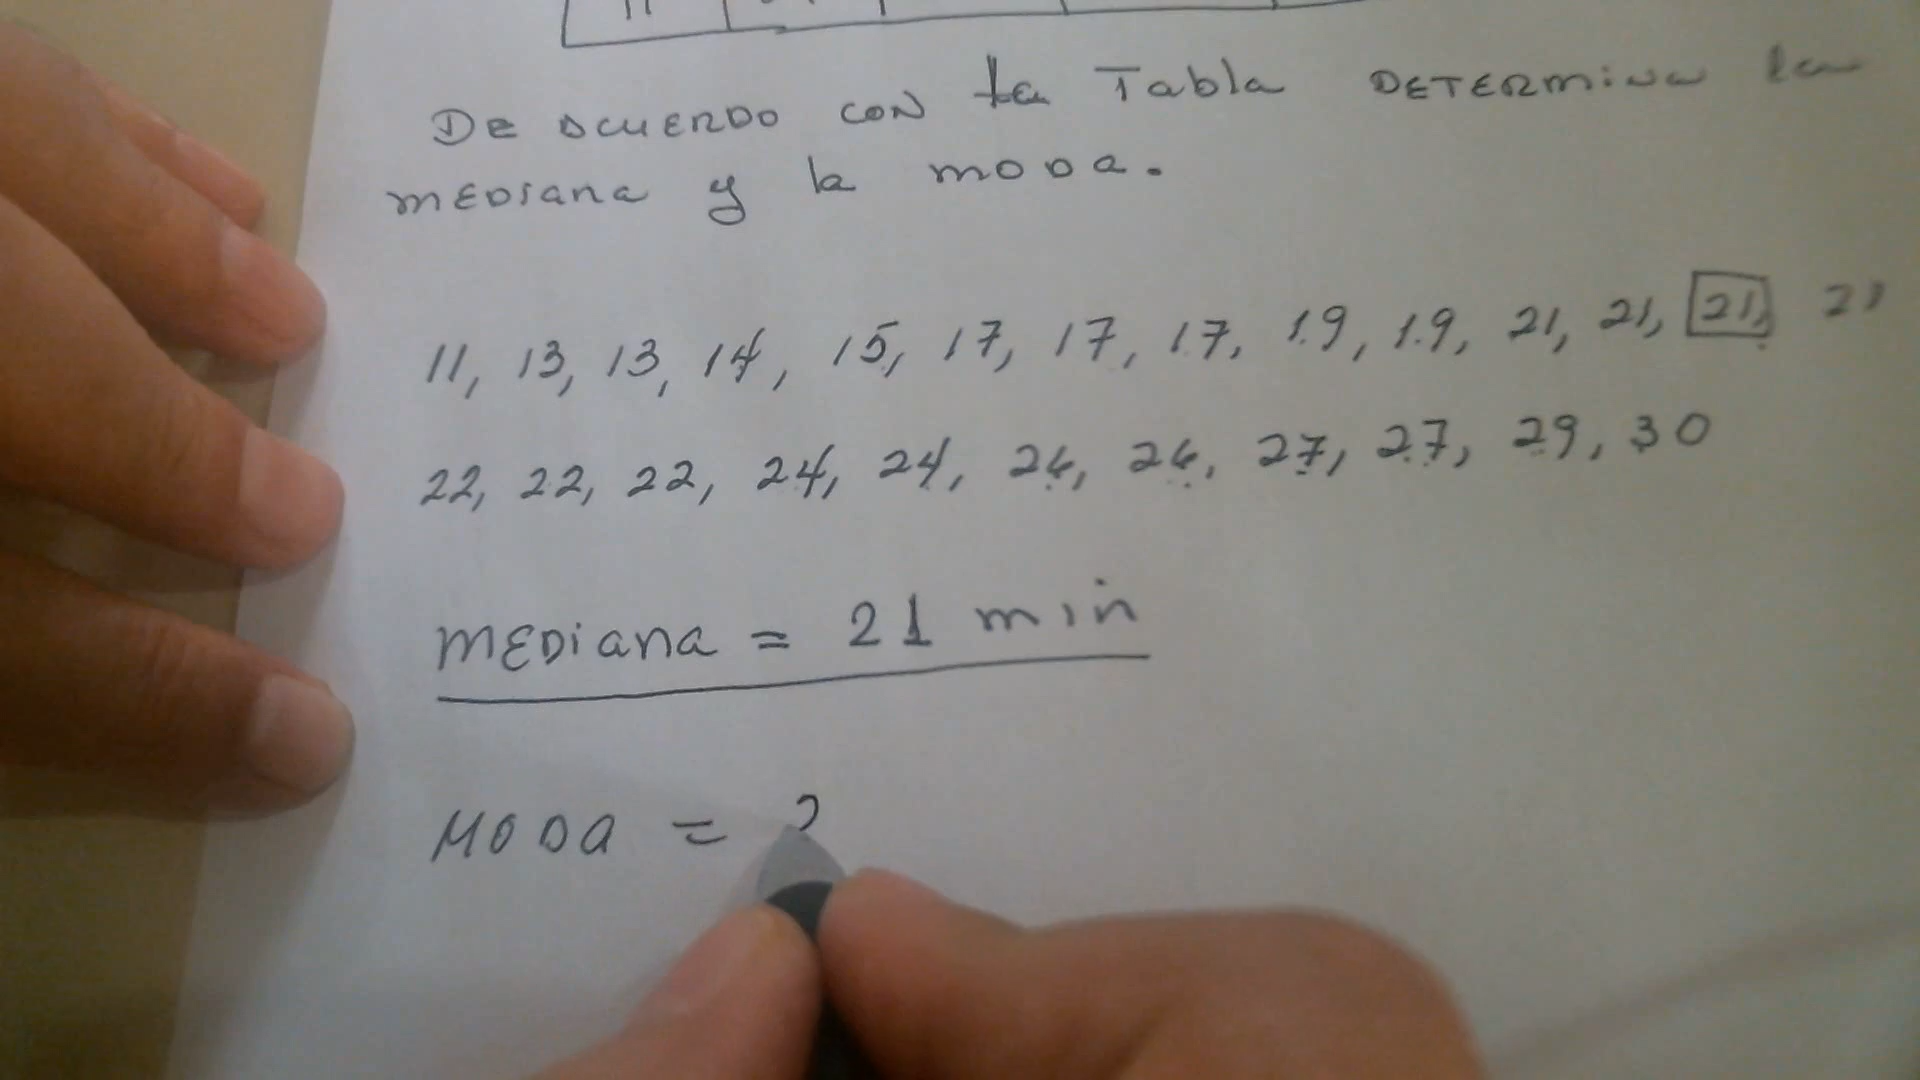 11
De acuerdo con la Tabla DETERMina la
mediana y la moda.
11, 13, 13, 14, 15, 17, 17, 17, 19, 19, 21, 21, 21, 21
22, 22, 22, 24, 24, 26, 26, 27, 27, 29, 30
MEDiana = 21 min
MODA = 2